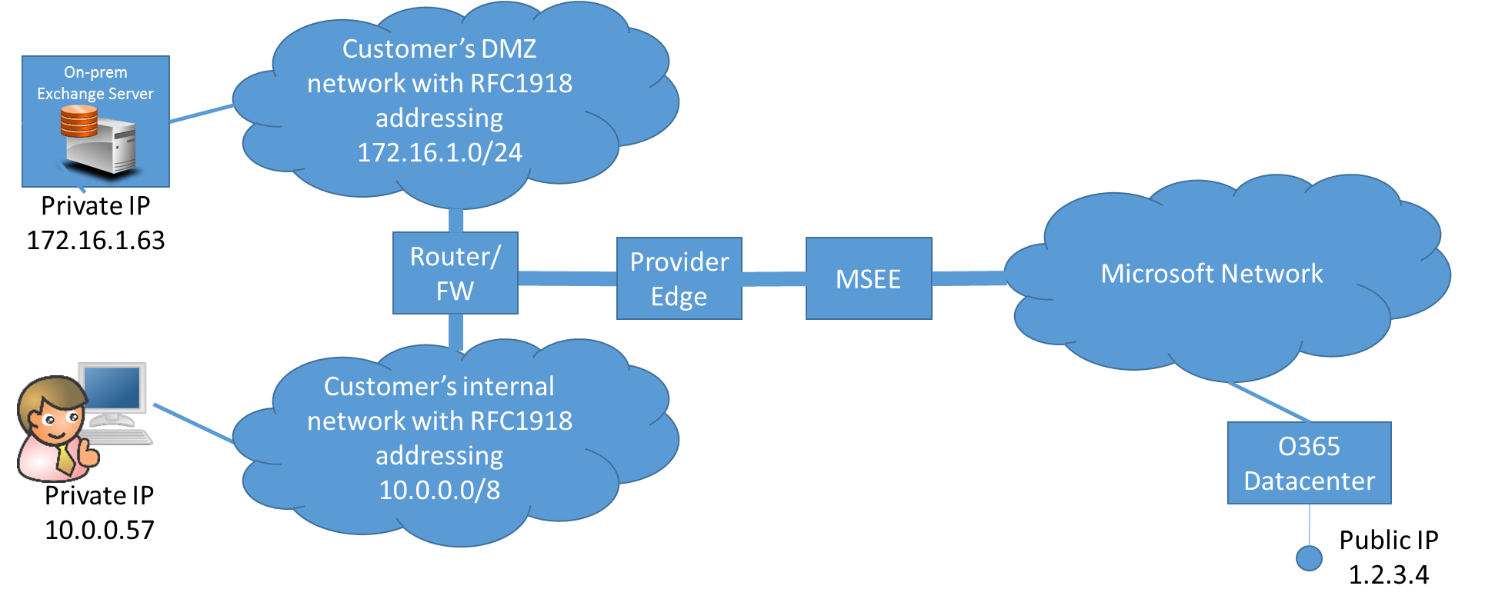 On-prem
Exchange Server
Private IP
172.16.1.63
Customer’s DMZ
network with RFC1918
addressing
172.16.1.0/24
Router/
FW
Provider
Edge
MSEE
Microsoft Network
Customer’s internal
network with RFC1918
addressing
10.0.0.0/8
Private IP
10.0.0.57
O365
Datacenter
Public IP
1.2.3.4